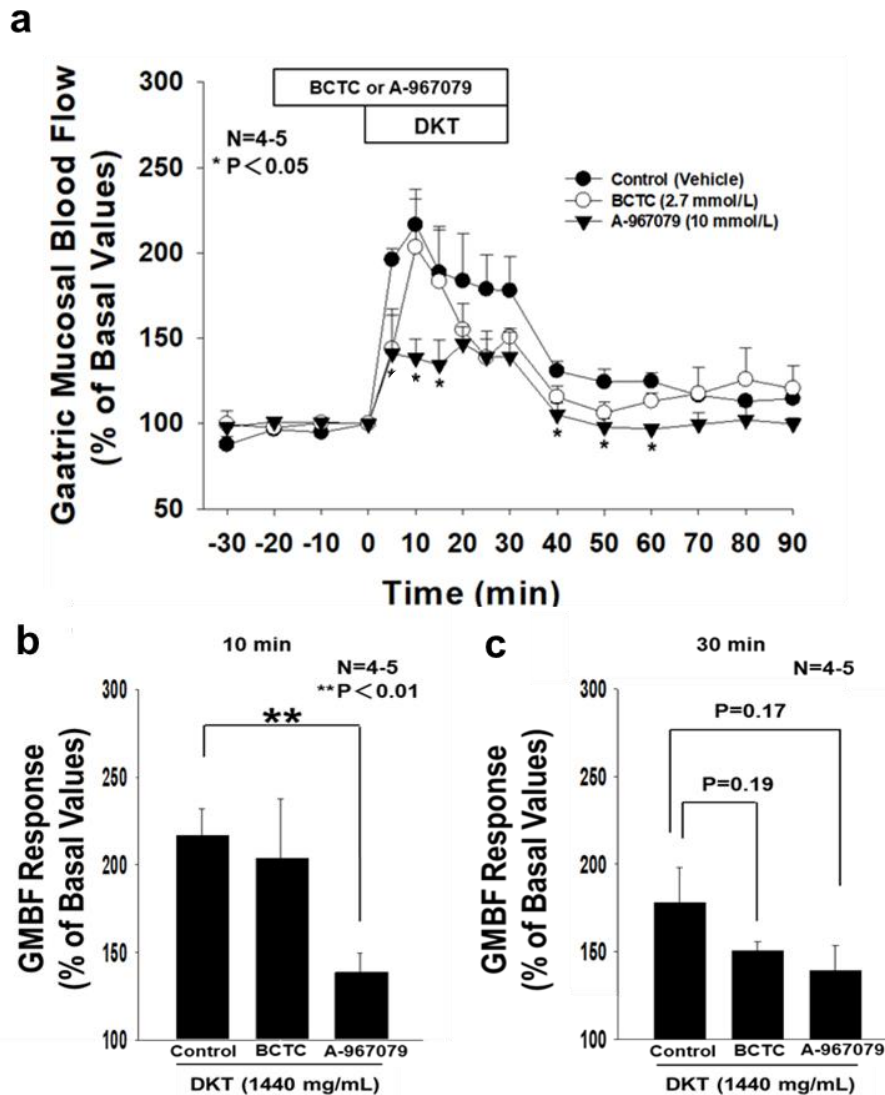 a
BCTC or A-967079
DKT
N=4-5
* P<0.05
Control (Vehicle)
BCTC (2.7 mmol/L)
A-967079 (10 mmol/L)
Gaatric Mucosal Blood Flow
(% of Basal Values)
300
250
200
150
100
50
* * *
* * *
-30 -20 -10 0 10 20 30 40 50 60 70 80 90
Time (min)
b
10 min
N=4-5
**P<0.01
**
GMBF Response
(% of Basal Values)
300
250
200
150
100
Control BCTC A-967079
DKT (1440 mg/mL)
c
30 min
N=4-5
P=0.17
P=0.19
GMBF Response
(% of Basal Values)
300
250
200
150
100
Control BCTC A-967079
DKT (1440 mg/mL)